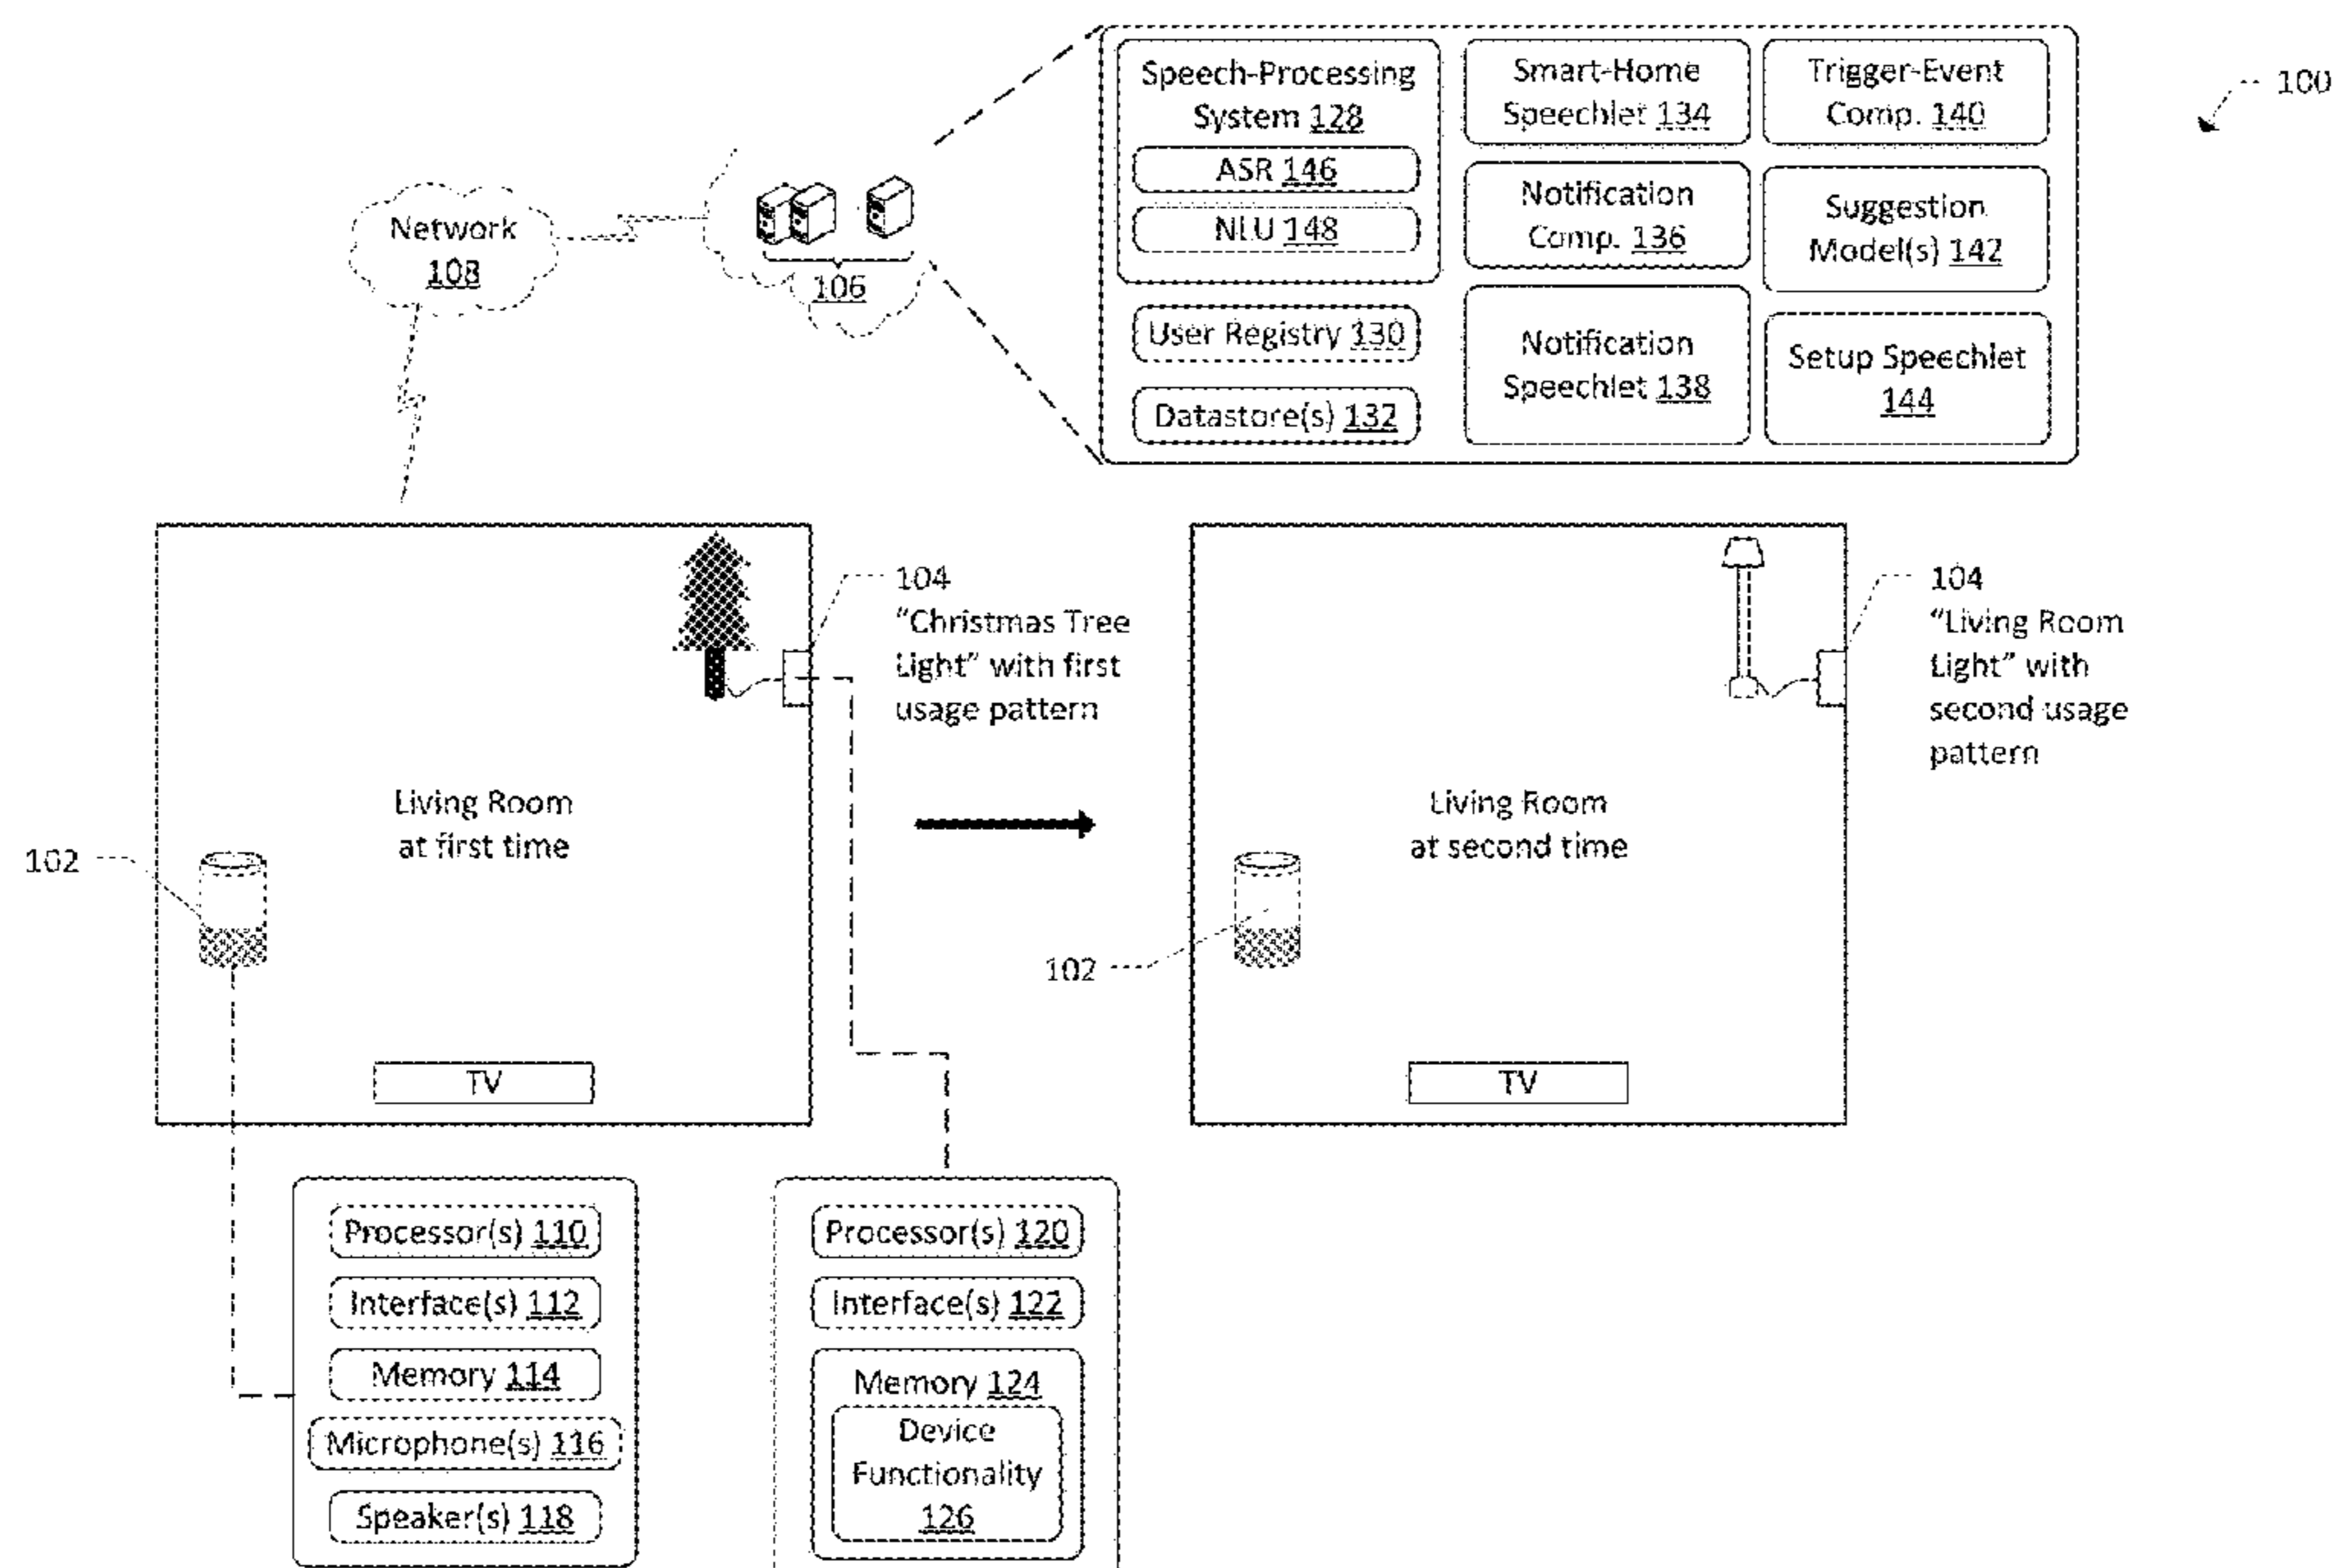 100
Speech-Processing
System 128
ASR 146
NLU 148
User Registry 130
Datastore(s) 132
Smart-Home
Speechlet 134
Notification
Comp. 136
Notification
Speechlet 138
Trigger-Event
Comp. 140
Suggestion
Model(s) 142
Setup Speechlet
144
Network
108
106
104
"Christmas Tree
Light" with first
usage pattern
Living Room
at first time
102
TV
104
"Living Room
Light" with
second usage
pattern
Living Room
at second time
102
TV
Processor(s) 110
Interface(s) 112
Memory 114
Microphone(s) 116
Speaker(s) 118
Processor(s) 120
Interface(s) 122
Memory 124
Device
Functionality
126